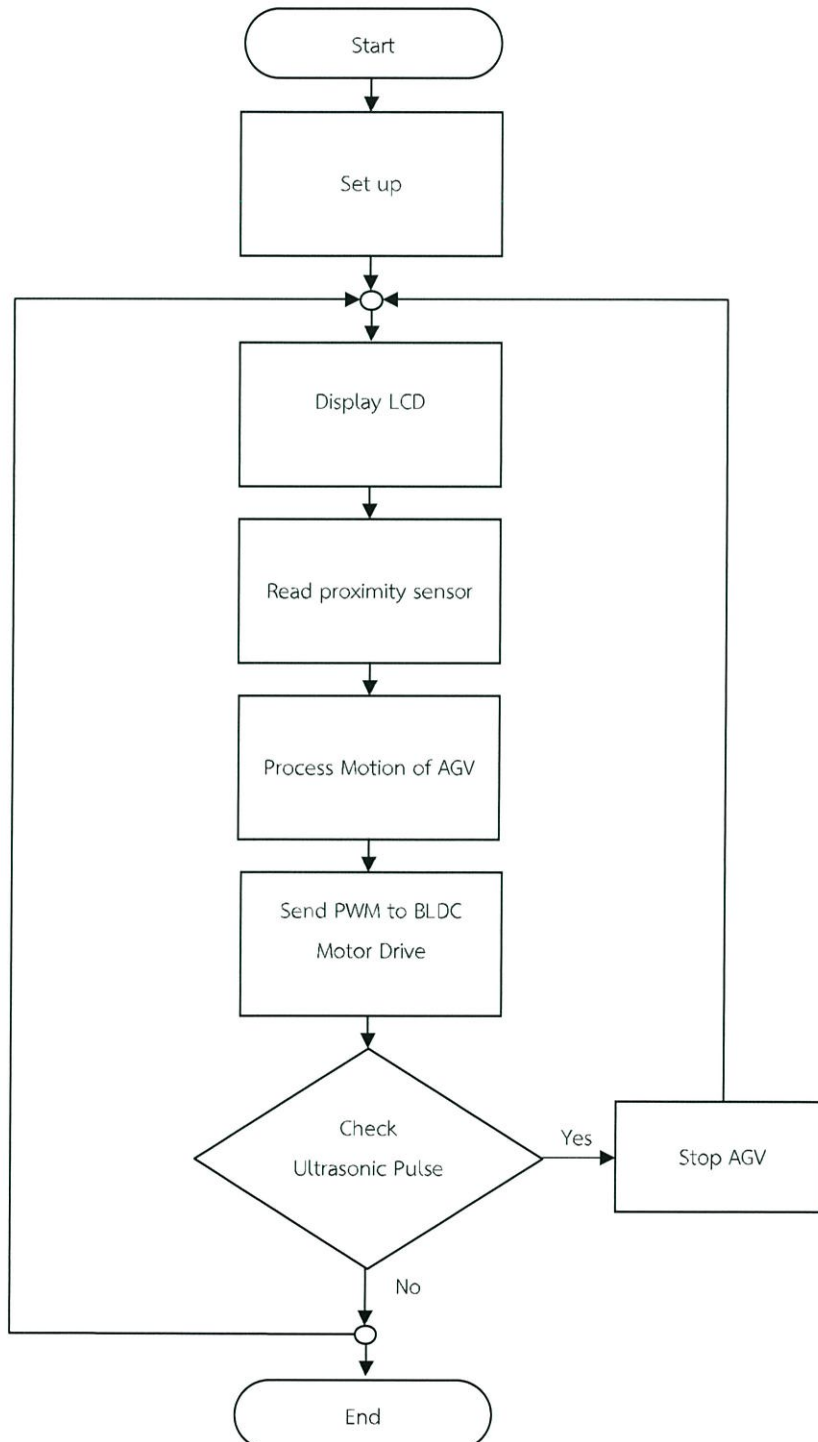 Start
Set up
Display LCD
Read proximity sensor
Process Motion of AGV
Send PWM to BLDC
Motor Drive
Check
Ultrasonic Pulse
Yes
Stop AGV
No
End